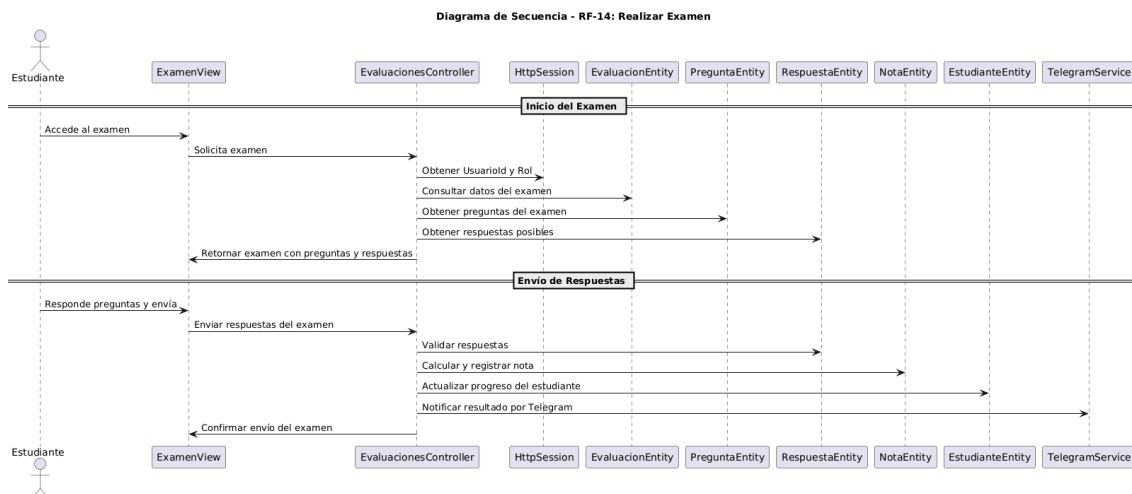 Diagrama de Secuencia - RF-14: Realizar Examen
Estudiante
ExamenView
EvaluacionesController
HttpSession
EvaluacionEntity
PreguntaEntity
RespuestaEntity
NotaEntity
EstudianteEntity
TelegramService
Inicio del Examen
Accede al examen
Solicita examen
Obtener UsuarioId y Rol
Consultar datos del examen
Obtener preguntas del examen
Obtener respuestas posibles
Retornar examen con preguntas y respuestas
Envío de Respuestas
Responde preguntas y envía
Enviar respuestas del examen
Validar respuestas
Calcular y registrar nota
Actualizar progreso del estudiante
Notificar resultado por Telegram
Confirmar envío del examen
Estudiante
ExamenView
EvaluacionesController
HttpSession
EvaluacionEntity
PreguntaEntity
RespuestaEntity
NotaEntity
EstudianteEntity
TelegramService